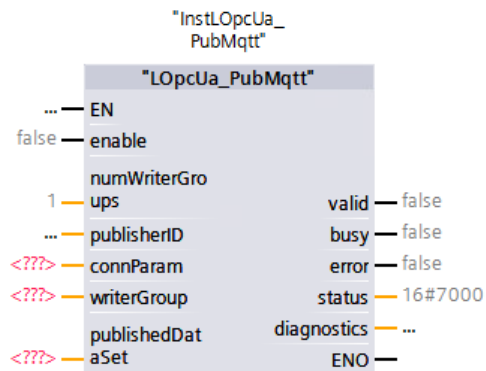 "InstLOpcUa_
PubMqtt"
"LOpcUa_PubMqtt"
... EN
false enable
numWriterGro
1 ups valid false
... publisherID busy false
<???> connParam error false
<???> writerGroup status 16#7000
publishedDat diagnostics ...
<???> aSet ENO